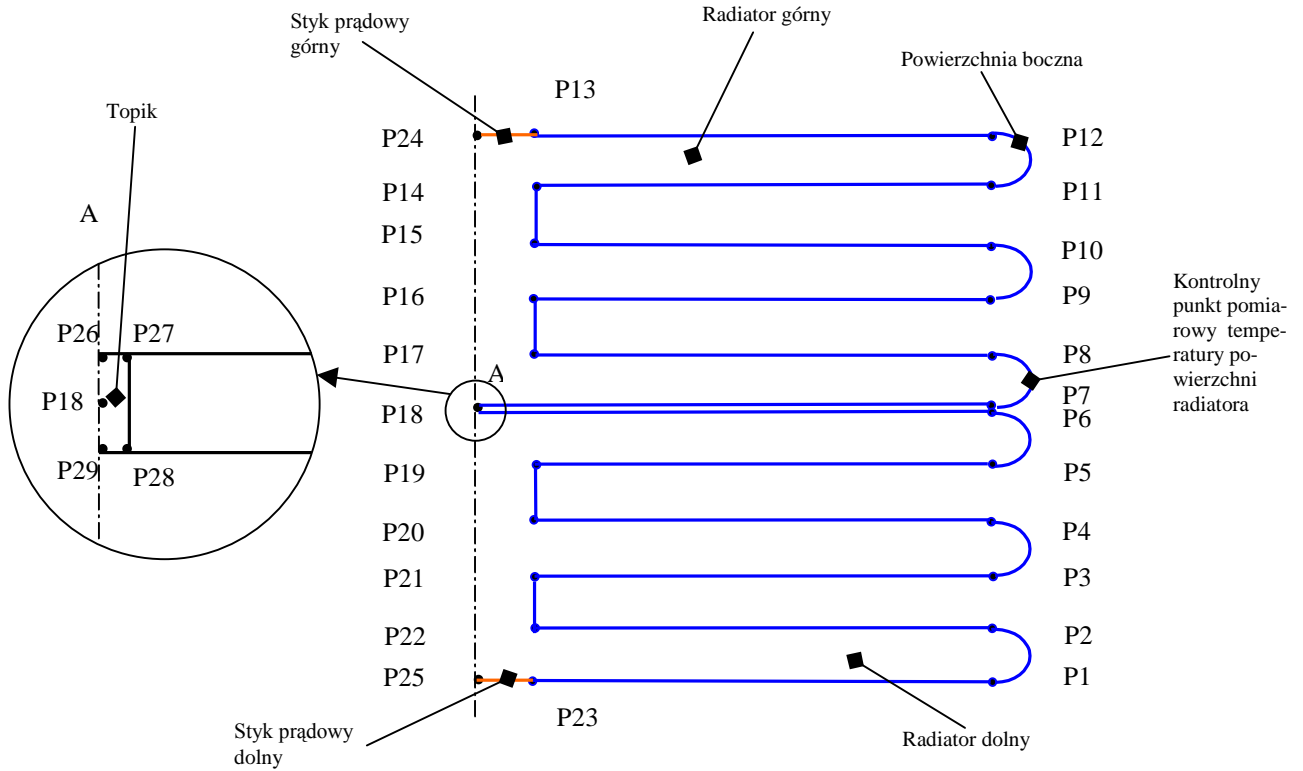 Styk prądowy
górny
Radiator górny
Powierzchnia boczna
P13
Topik
P24
P12
P14
P11
A
P15
P10
P16
P9
Kontrolny
punkt pomia-
rowy tempe-
ratury po-
wierzchni
radiatora
P26 P27
P17
P8
A
P7
P18
P18
P6
P29 P28
P19
P5
P20
P4
P21
P3
P22
P2
P25
P1
P23
Styk prądowy
dolny
Radiator dolny